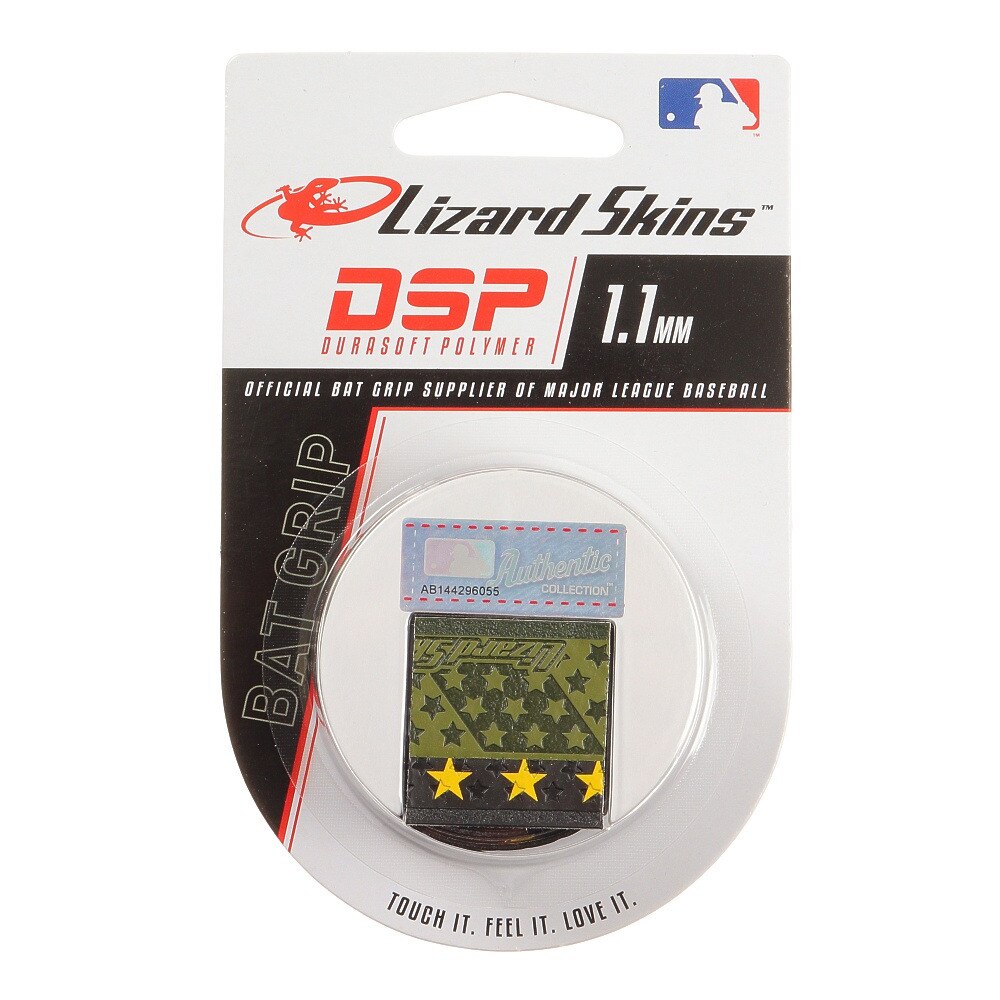 Lizard Skins™
DSP
DURASOFT POLYMER
1.1MM
OFFICIAL BAT GRIP SUPPLIER OF MAJOR LEAGUE BASEBALL
BAT GRIP
Authentic
COLLECTION™
AB144296055
Lizard Sk
TOUCH IT. FEEL IT. LOVE IT.